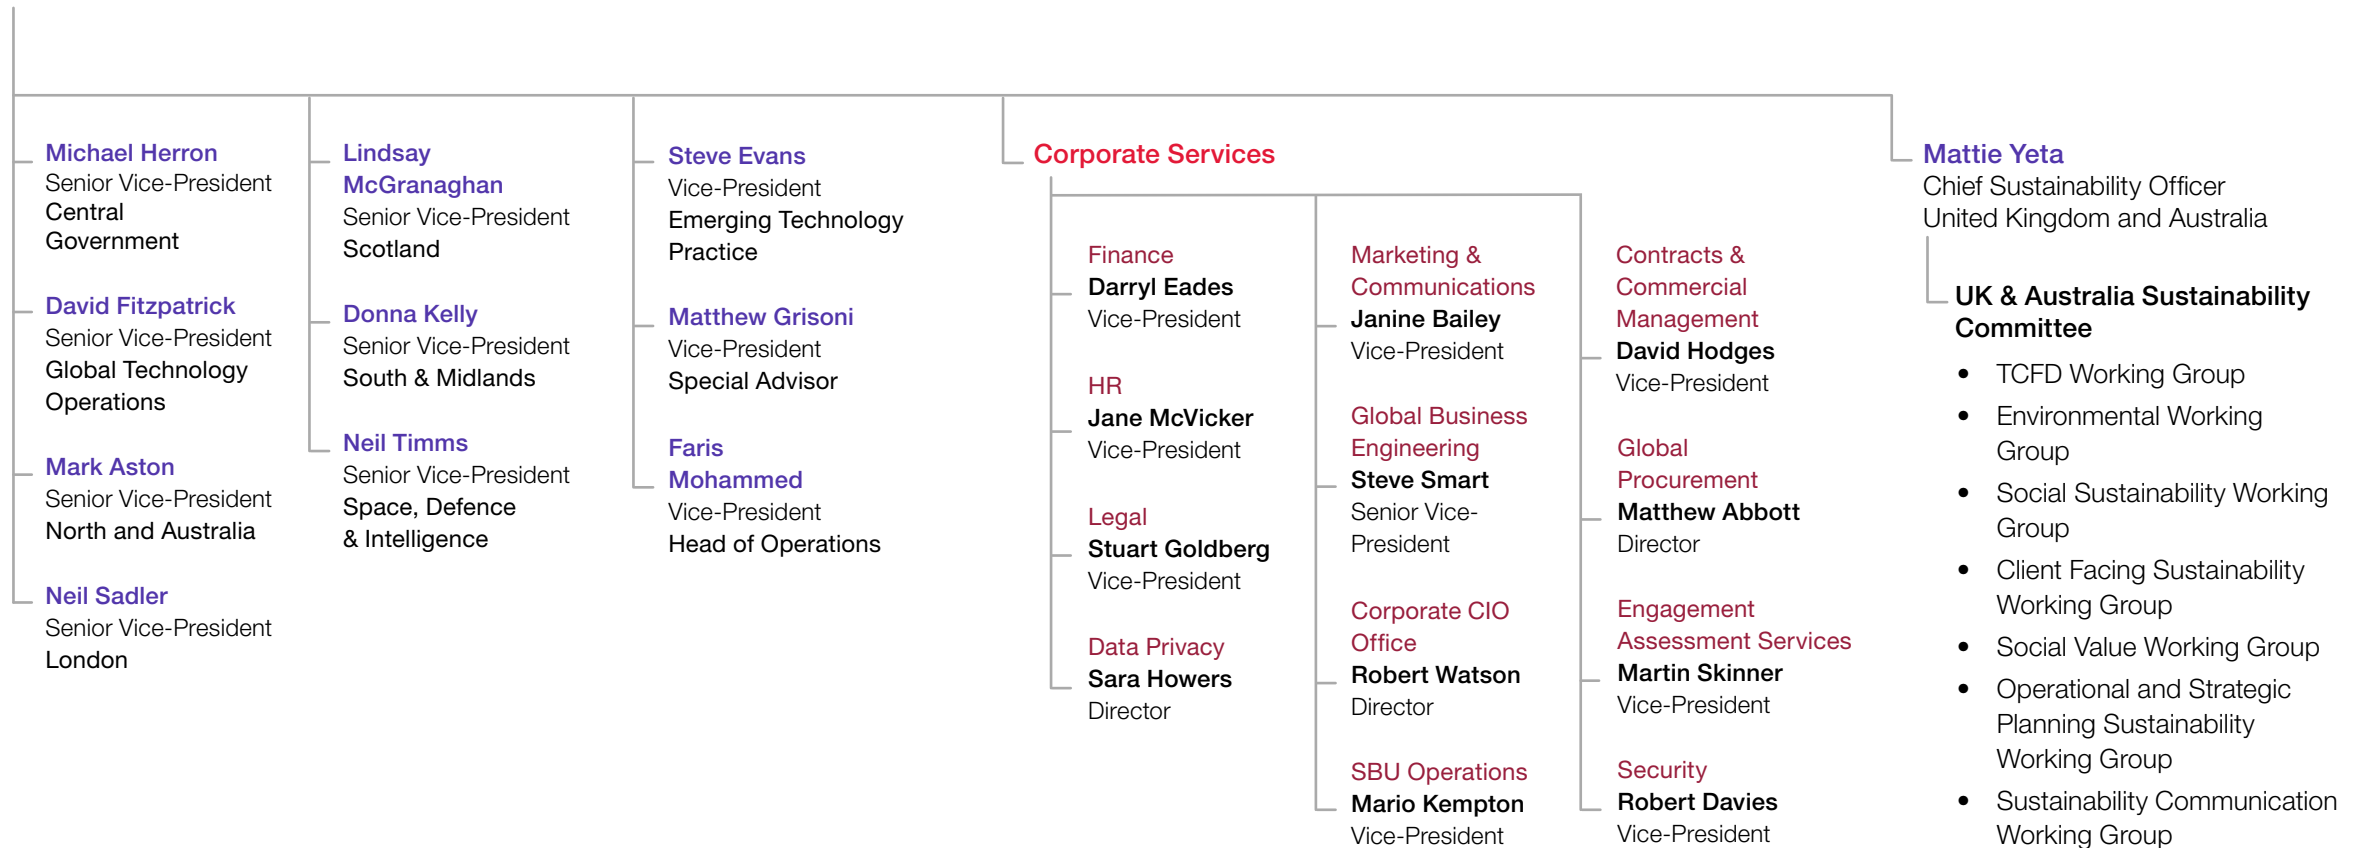 Michael Herron
Senior Vice-President
Central
Government
David Fitzpatrick
Senior Vice-President
Global Technology
Operations
Mark Aston
Senior Vice-President
North and Australia
Neil Sadler
Senior Vice-President
London
Lindsay
McGranaghan
Senior Vice-President
Scotland
Donna Kelly
Senior Vice-President
South & Midlands
Neil Timms
Senior Vice-President
Space, Defence
& Intelligence
Steve Evans
Vice-President
Emerging Technology
Practice
Matthew Grisoni
Vice-President
Special Advisor
Faris
Mohammed
Vice-President
Head of Operations
Corporate Services
Finance
Darryl Eades
Vice-President
HR
Jane McVicker
Vice-President
Legal
Stuart Goldberg
Vice-President
Data Privacy
Sara Howers
Director
Marketing &
Communications
Janine Bailey
Vice-President
Global Business
Engineering
Steve Smart
Senior Vice-
President
Corporate CIO
Office
Robert Watson
Director
SBU Operations
Mario Kempton
Vice-President
Contracts &
Commercial
Management
David Hodges
Vice-President
Global
Procurement
Matthew Abbott
Director
Engagement
Assessment Services
Martin Skinner
Vice-President
Security
Robert Davies
Vice-President
Mattie Yeta
Chief Sustainability Officer
United Kingdom and Australia
UK & Australia Sustainability
Committee
• TCFD Working Group
• Environmental Working
Group
• Social Sustainability Working
Group
• Client Facing Sustainability
Working Group
• Social Value Working Group
• Operational and Strategic
Planning Sustainability
Working Group
• Sustainability Communication
Working Group